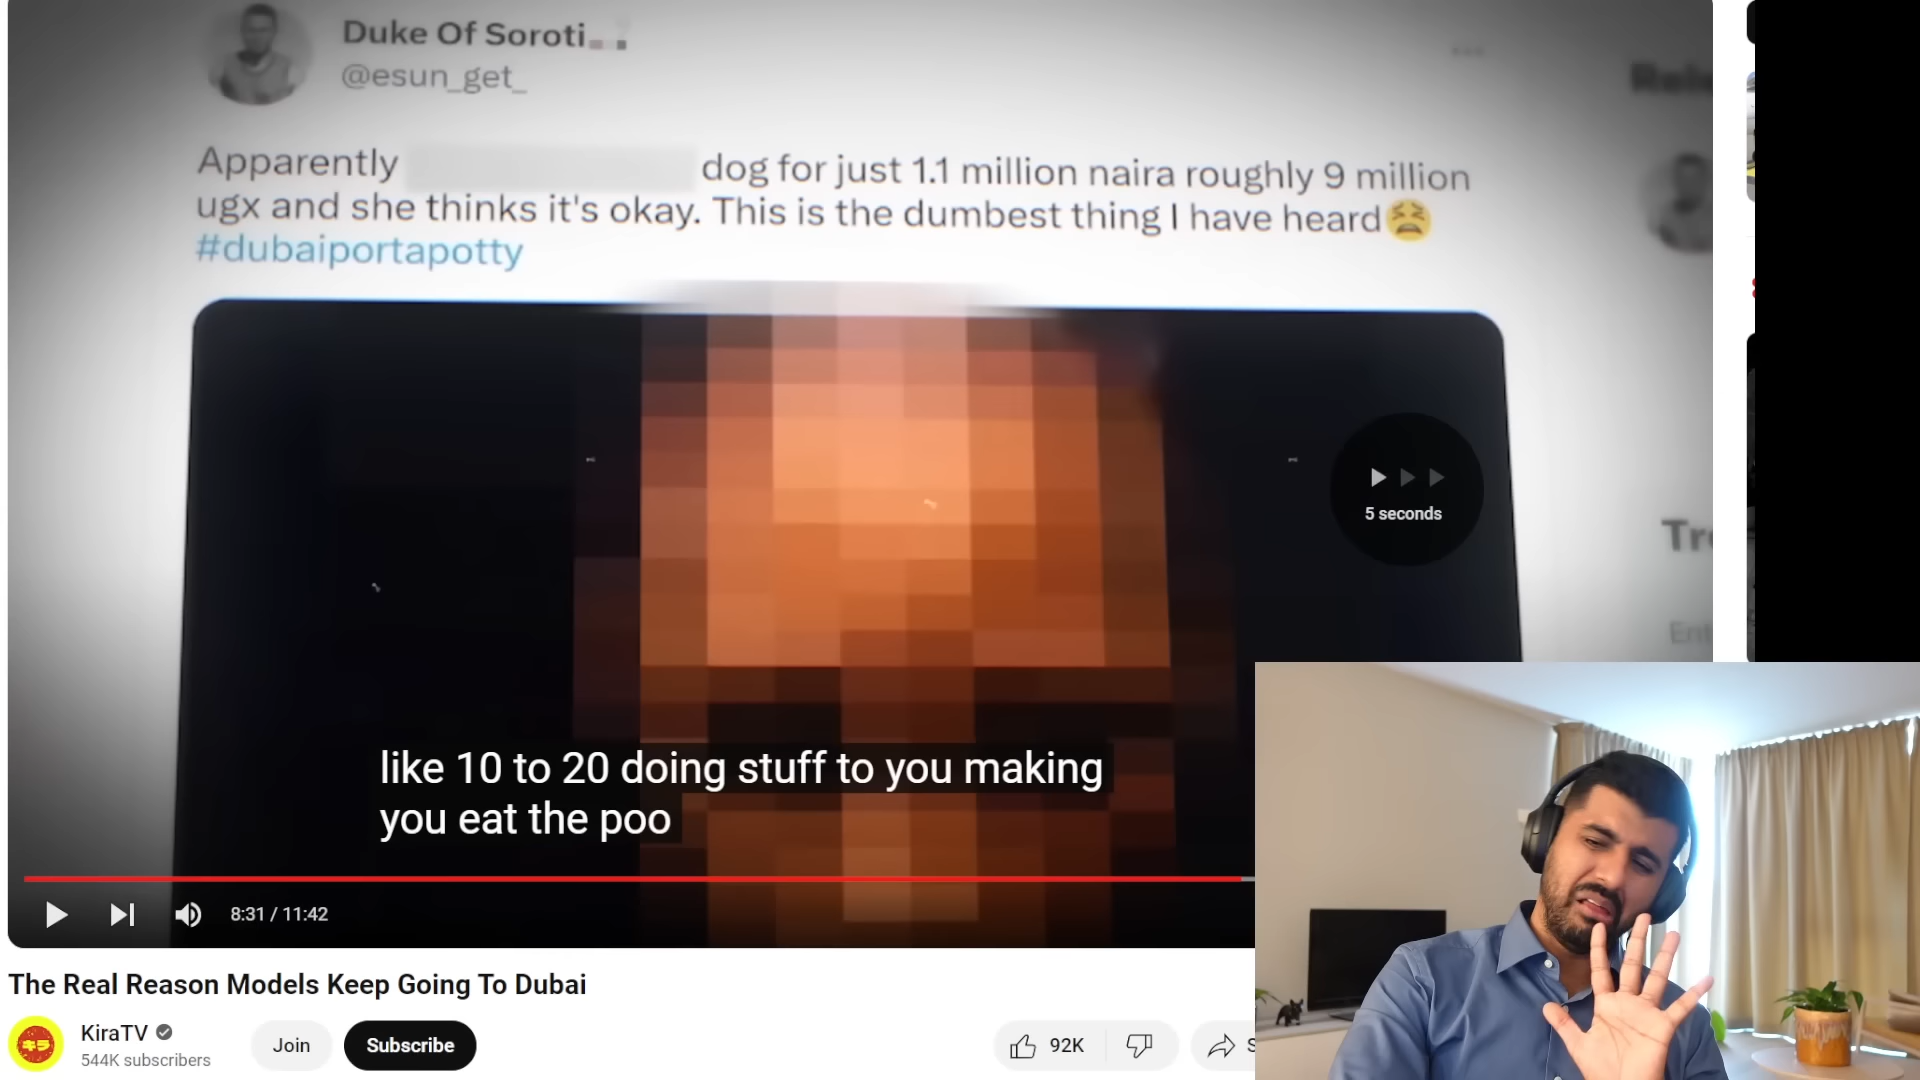 Duke Of Soroti
@esun_get_
Apparently dog for just 1.1 million naira roughly 9 million
ugx and she thinks it's okay. This is the dumbest thing I have heard😫
#dubaiportapotty
5 seconds
like 10 to 20 doing stuff to you making
you eat the poo
8:31 / 11:42
The Real Reason Models Keep Going To Dubai
KiraTV
544K subscribers
Join
Subscribe
92K